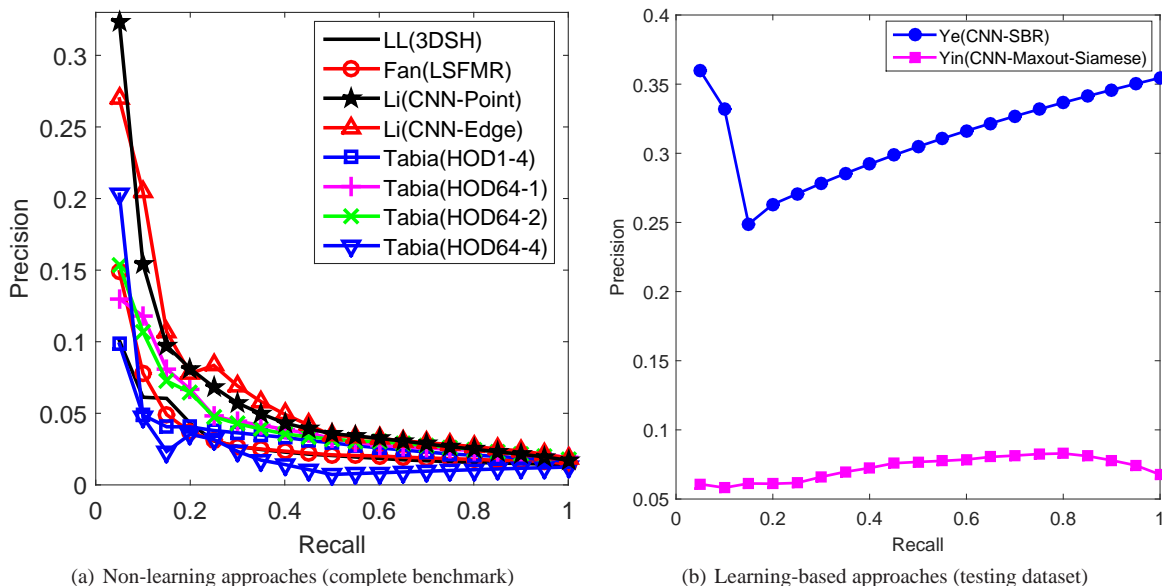 0.3
0.25
0.2
0.15
0.1
0.05
0
Precision
0 0.2 0.4 0.6 0.8 1
Recall
LL(3DSH)
Fan(LSFMR)
Li(CNN-Point)
Li(CNN-Edge)
Tabia(HOD1-4)
Tabia(HOD64-1)
Tabia(HOD64-2)
Tabia(HOD64-4)
(a) Non-learning approaches (complete benchmark)
0.4
0.35
0.3
0.25
0.2
0.15
0.1
0.05
Precision
0 0.2 0.4 0.6 0.8 1
Recall
Ye(CNN-SBR)
Yin(CNN-Maxout-Siamese)
(b) Learning-based approaches (testing dataset)